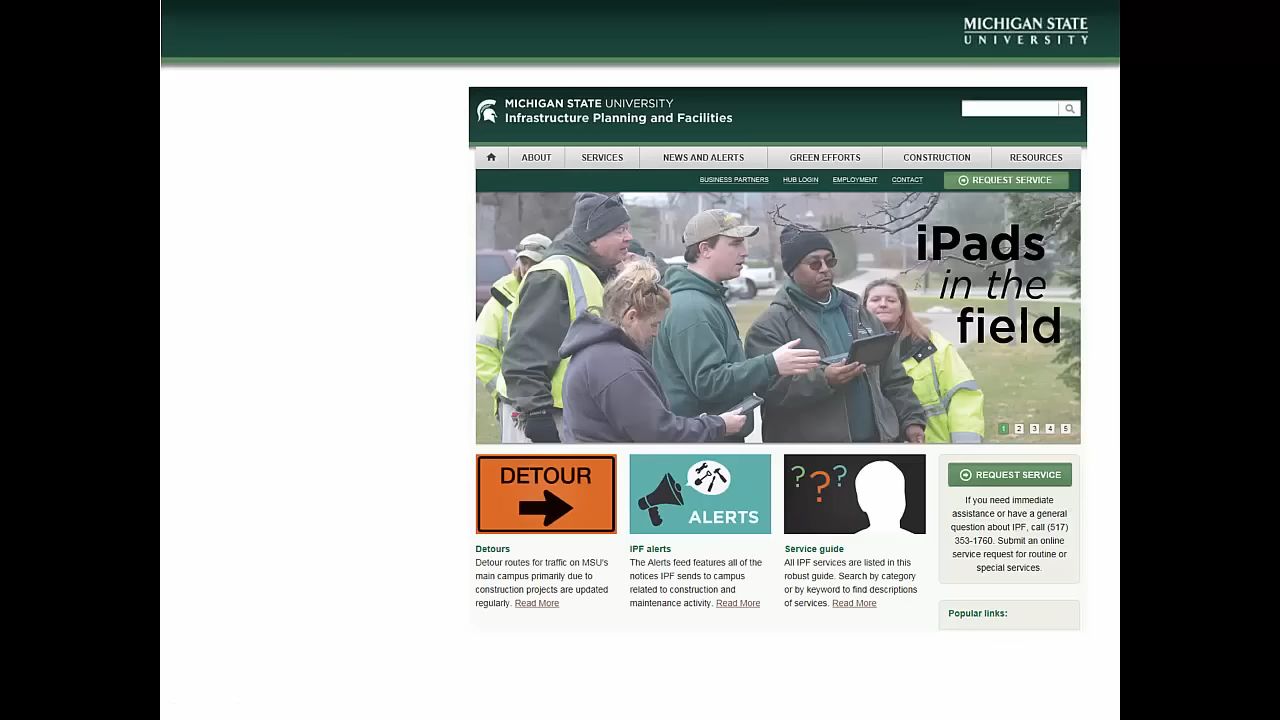 MICHIGAN STATE
UNIVERSITY
MICHIGAN STATE UNIVERSITY
Infrastructure Planning and Facilities
ABOUT SERVICES NEWS AND ALERTS GREEN EFFORTS CONSTRUCTION RESOURCES
BUSINESS PARTNERS HUB LOGIN EMPLOYMENT CONTACT REQUEST SERVICE
iPads
in the
field
1 2 3 4 5
DETOUR
Detours
Detour routes for traffic on MSU's
main campus primarily due to
construction projects are updated
regularly. Read More
ALERTS
IPF alerts
The Alerts feed features all of the
notices IPF sends to campus
related to construction and
maintenance activity. Read More
? ? ?
Service guide
All IPF services are listed in this
robust guide. Search by category
or by keyword to find descriptions
of services. Read More
REQUEST SERVICE
If you need immediate
assistance or have a general
question about IPF, call (517)
353-1760. Submit an online
service request for routine or
special services.
Popular links: